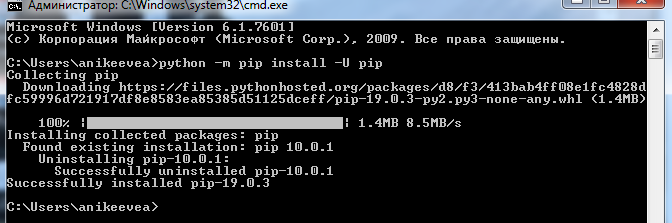 Администратор: C:\Windows\system32\cmd.exe
Microsoft Windows [Version 6.1.7601]
(c) Корпорация Майкрософт (Microsoft Corp.), 2009. Все права защищены.
C:\Users\anikeevea>python -m pip install -U pip
Collecting pip
Downloading https://files.pythonhosted.org/packages/d8/f3/413bab4ff08e1fc4828d
fc59996d721917df8e8583ea85385d51125dceff/pip-19.0.3-py2.py3-none-any.whl (1.4MB)
100% |████████████████████████████████| 1.4MB 8.5MB/s
Installing collected packages: pip
Found existing installation: pip 10.0.1
Uninstalling pip-10.0.1:
Successfully uninstalled pip-10.0.1
Successfully installed pip-19.0.3
C:\Users\anikeevea>